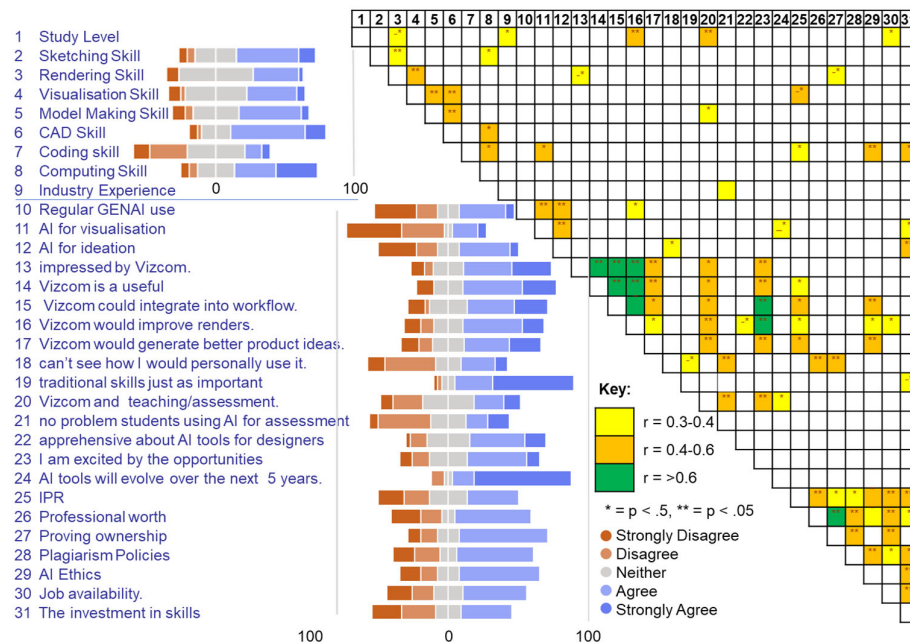 1 2 3 4 5 6 7 8 9 10 11 12 13 14 15 16 17 18 19 20 21 22 23 24 25 26 27 28 29 30 3
1 Study Level
2 Sketching Skill
3 Rendering Skill
4 Visualisation Skill
5 Model Making Skill
6 CAD Skill
7 Coding skill
8 Computing Skill
9 Industry Experience 0 100
10 Regular GENAI use
11 AI for visualisation
12 AI for ideation
13 impressed by Vizcom.
14 Vizcom is a useful
15 Vizcom could integrate into workflow.
16 Vizcom would improve renders.
17 Vizcom would generate better product ideas.
18 can't see how I would personally use it.
19 traditional skills just as important
20 Vizcom and teaching/assessment.
21 no problem students using AI for assessment
22 apprehensive about AI tools for designers
23 I am excited by the opportunities
24 AI tools will evolve over the next 5 years.
25 IPR
26 Professional worth
27 Proving ownership
28 Plagiarism Policies
29 AI Ethics
30 Job availability.
31 The investment in skills
100 0 100
Key:
r = 0.3-0.4
r = 0.4-0.6
r = >0.6
* = p < .5, ** = p < .05
Strongly Disagree
Disagree
Neither
Agree
Strongly Agree